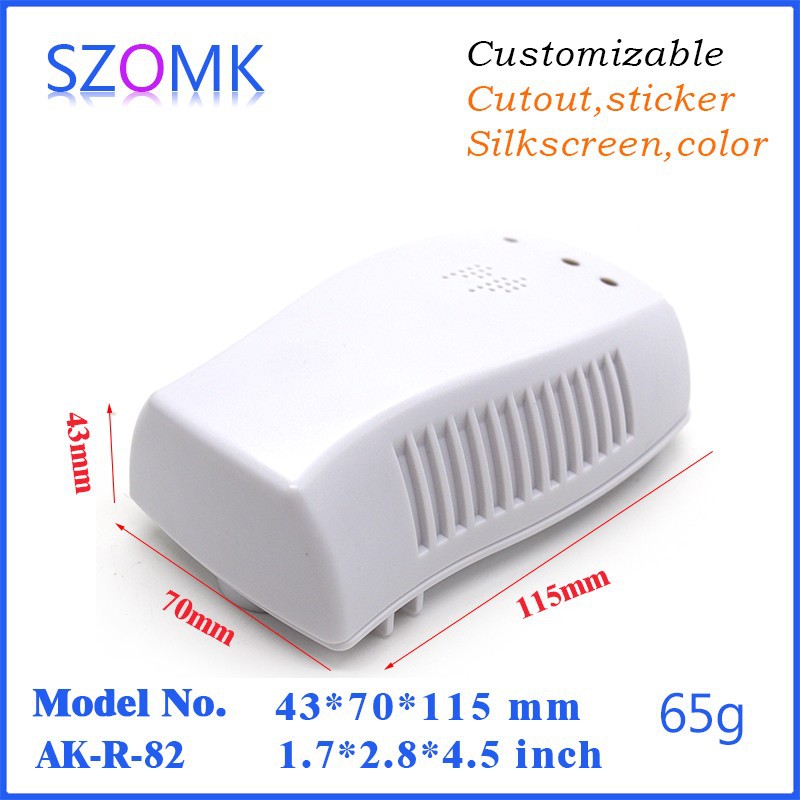 SZOMK
Customizable
Cutout,sticker
Silkscreen,color
43mm
70mm
115mm
Model No. 43*70*115 mm 65g
AK-R-82 1.7*2.8*4.5 inch